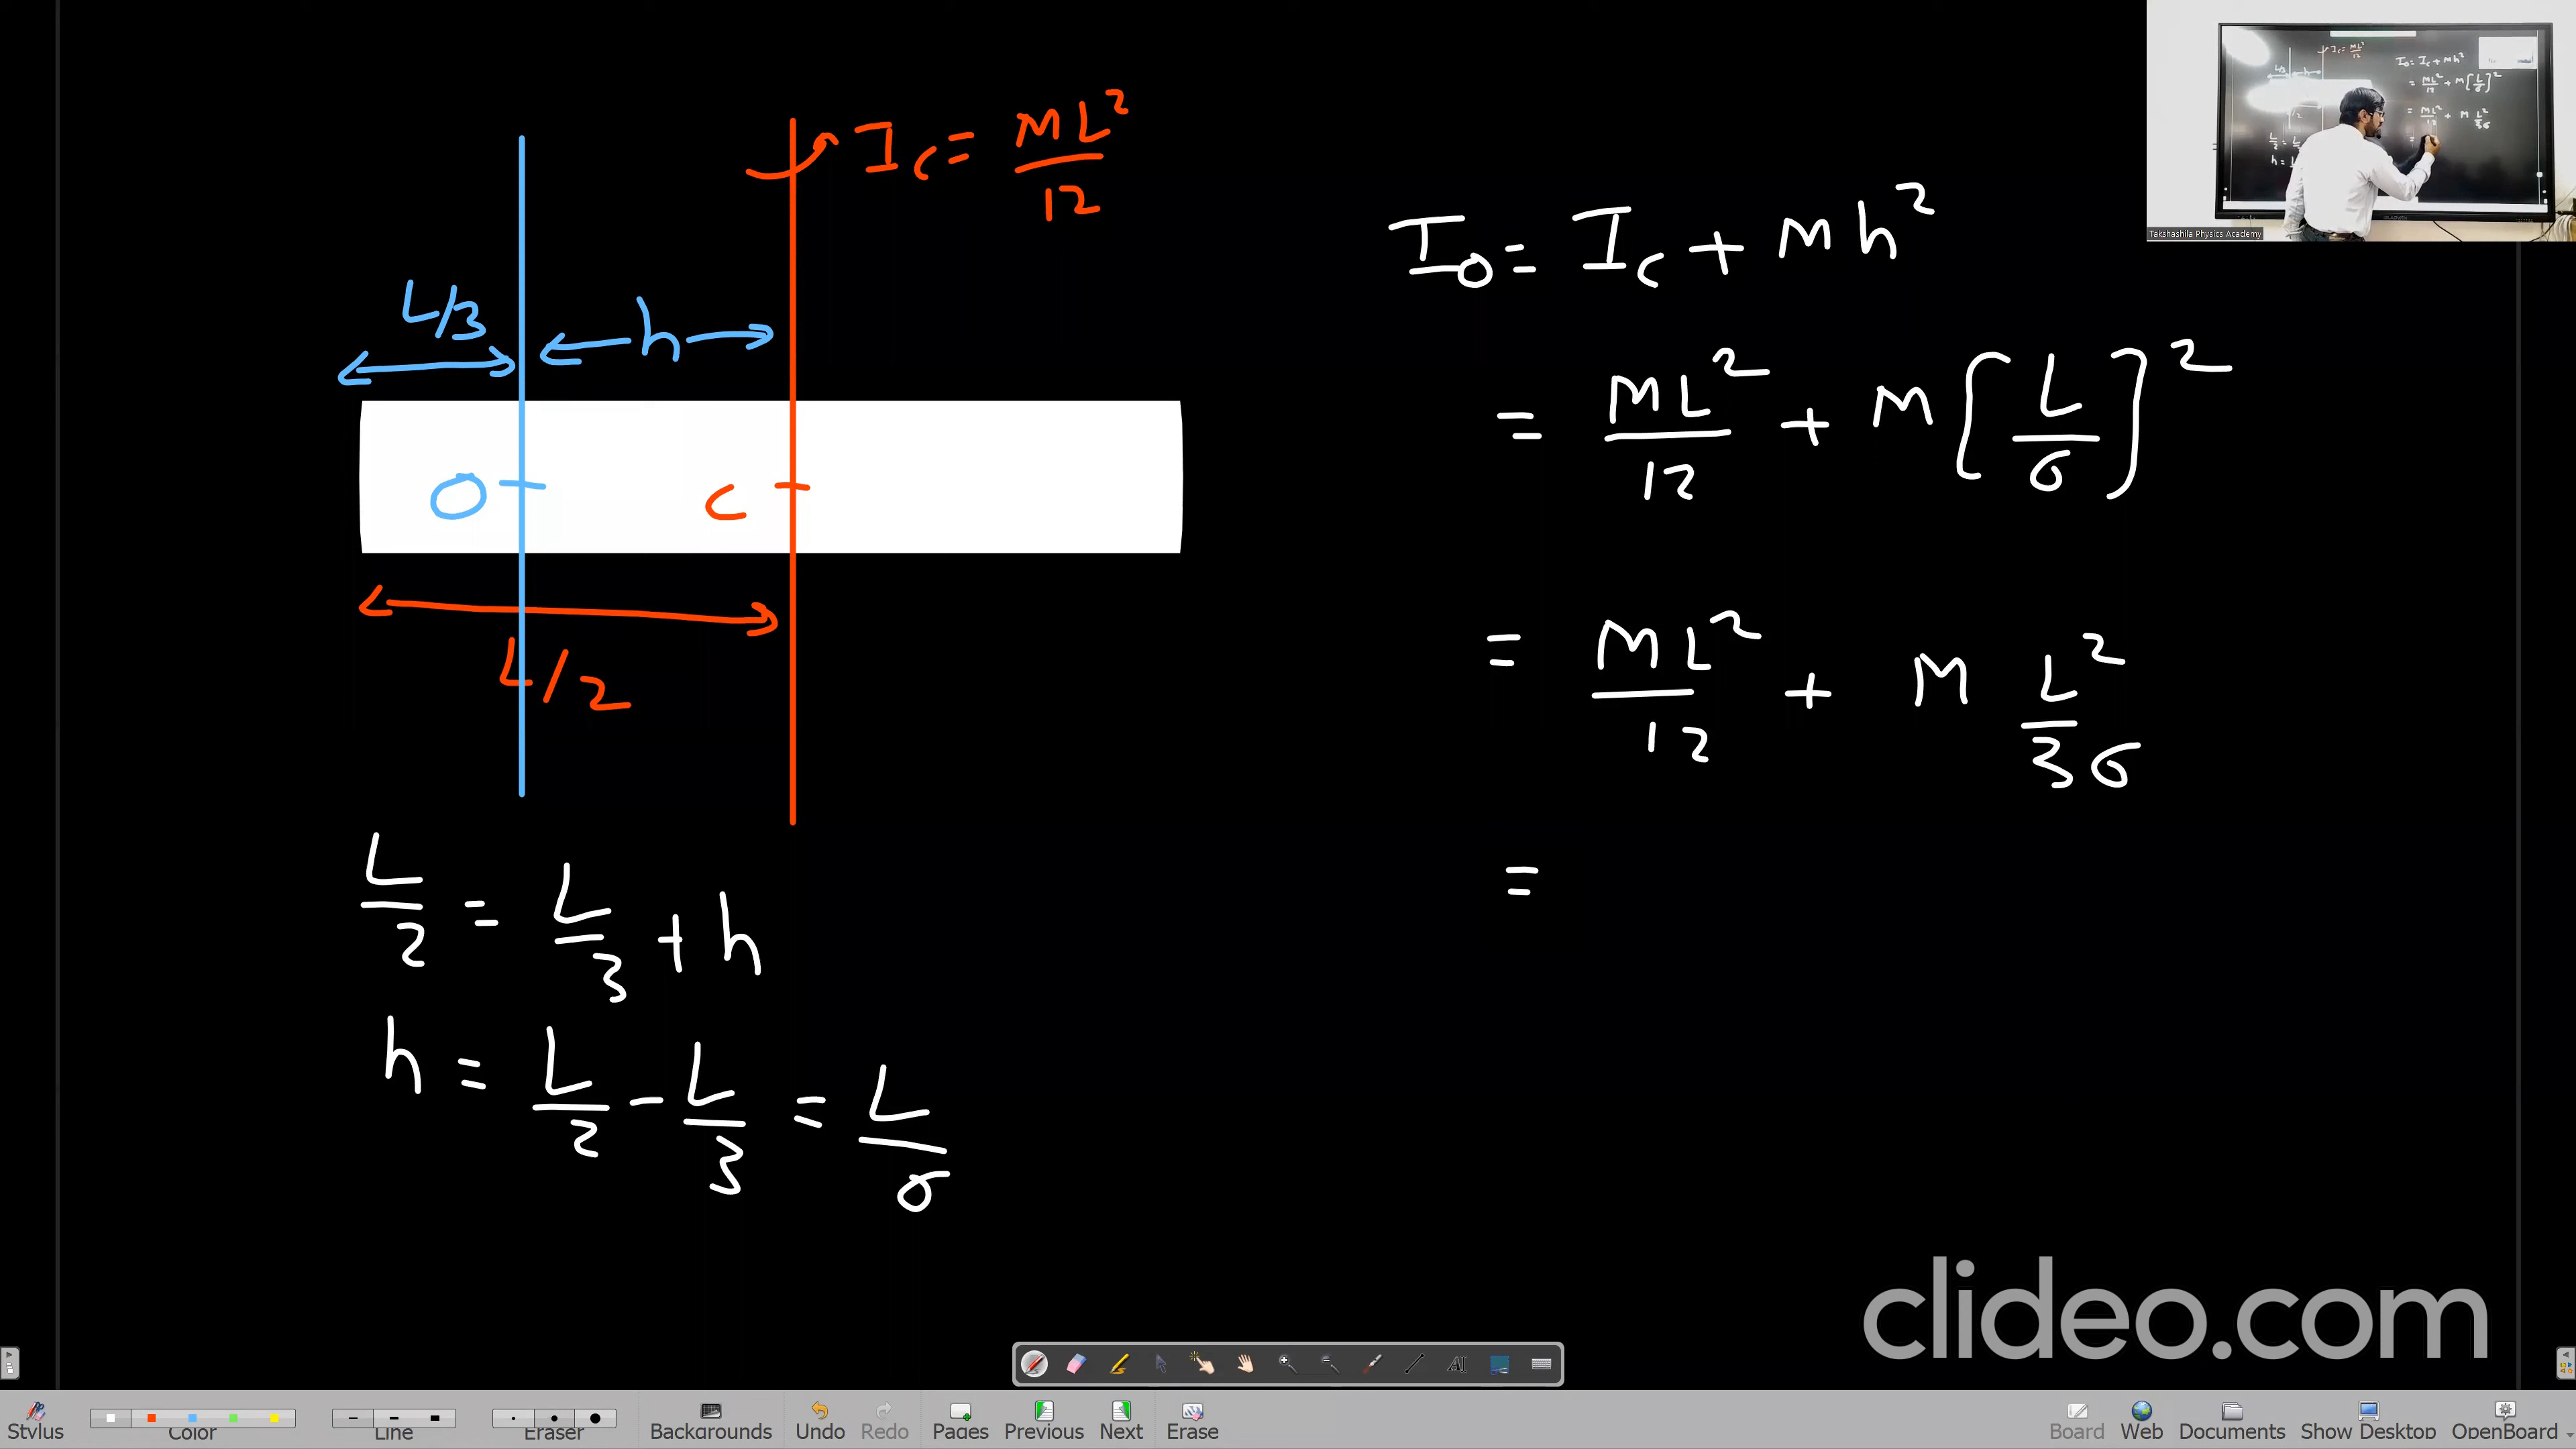 I_C = ML²/12
L/3
h
O
C
L/2
L/2 = L/3 + h
h = L/2 - L/3 = L/6
I_O = I_C + Mh²
= ML²/12 + M[L/6]²
= ML²/12 + M L²/36
=
Takshashila Physics Academy
clideo.com
Stylus Color Line Eraser Backgrounds Undo Redo Pages Previous Next Erase Board Web Documents Show Desktop OpenBoard